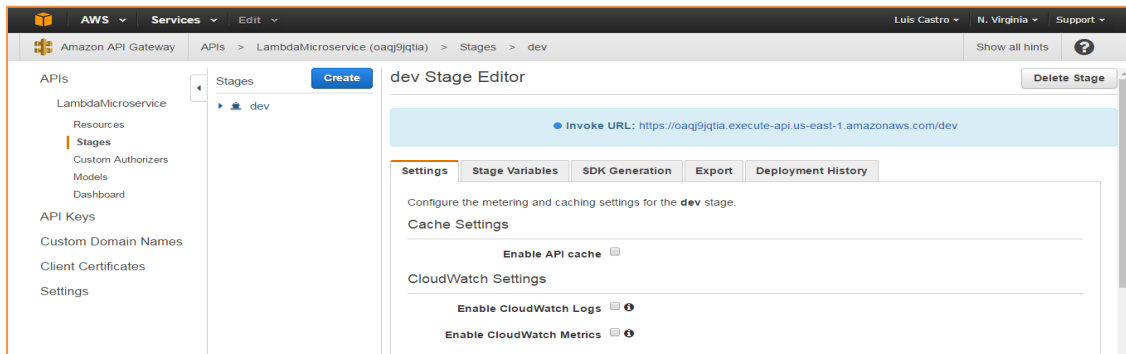 AWS Services Edit Luis Castro N. Virginia Support
Amazon API Gateway APIs > LambdaMicroservice (oaqj9jqtia) > Stages > dev Show all hints ?
APIs
LambdaMicroservice
Resources
Stages
Custom Authorizers
Models
Dashboard
API Keys
Custom Domain Names
Client Certificates
Settings
Stages Create
dev
dev Stage Editor Delete Stage
Invoke URL: https://oaqj9jqtia.execute-api.us-east-1.amazonaws.com/dev
Settings Stage Variables SDK Generation Export Deployment History
Configure the metering and caching settings for the dev stage.
Cache Settings
Enable API cache
CloudWatch Settings
Enable CloudWatch Logs
Enable CloudWatch Metrics